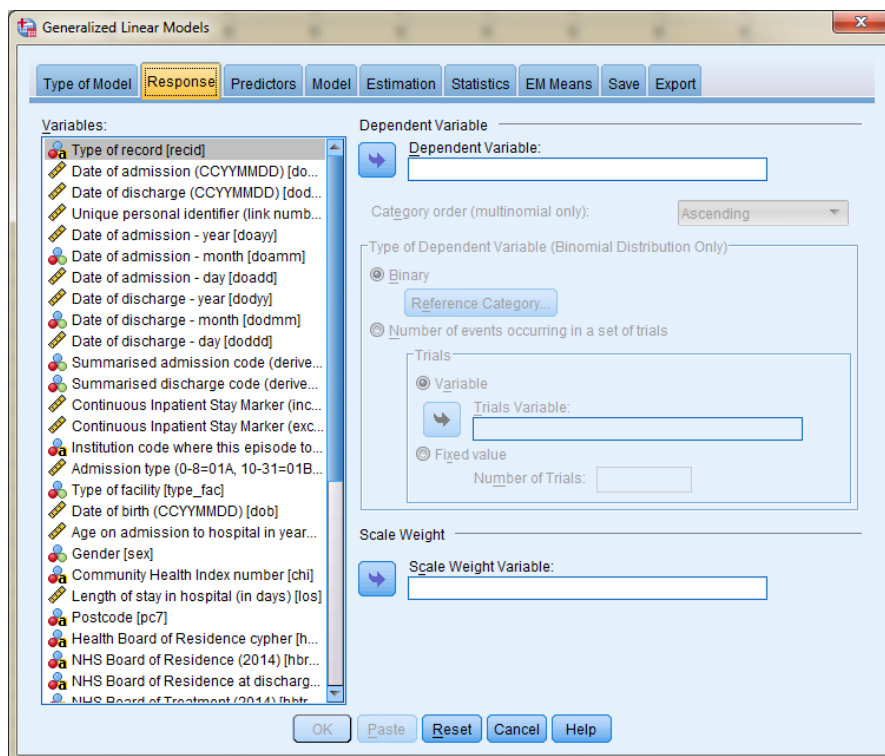 Generalized Linear Models
Type of Model Response Predictors Model Estimation Statistics EM Means Save Export
Variables:
Type of record [recid]
Date of admission (CCYYMMDD) [do...
Date of discharge (CCYYMMDD) [dod...
Unique personal identifier (link numb...
Date of admission - year [doayy]
Date of admission - month [doamm]
Date of admission - day [doadd]
Date of discharge - year [dodyy]
Date of discharge - month [dodmm]
Date of discharge - day [doddd]
Summarised admission code (derive...
Summarised discharge code (derive...
Continuous Inpatient Stay Marker (inc...
Continuous Inpatient Stay Marker (exc...
Institution code where this episode to...
Admission type (0-8=01A, 10-31=01B...
Type of facility [type_fac]
Date of birth (CCYYMMDD) [dob]
Age on admission to hospital in year...
Gender [sex]
Community Health Index number [chi]
Length of stay in hospital (in days) [los]
Postcode [pc7]
Health Board of Residence cypher [h...
NHS Board of Residence (2014) [hbr...
NHS Board of Residence at discharg...
NHS Board of Treatment (2014) [hbtr...
Dependent Variable
Dependent Variable:
Category order (multinomial only): Ascending
Type of Dependent Variable (Binomial Distribution Only)
Binary
Reference Category...
Number of events occurring in a set of trials
Trials
Variable
Trials Variable:
Fixed value
Number of Trials:
Scale Weight
Scale Weight Variable:
OK Paste Reset Cancel Help